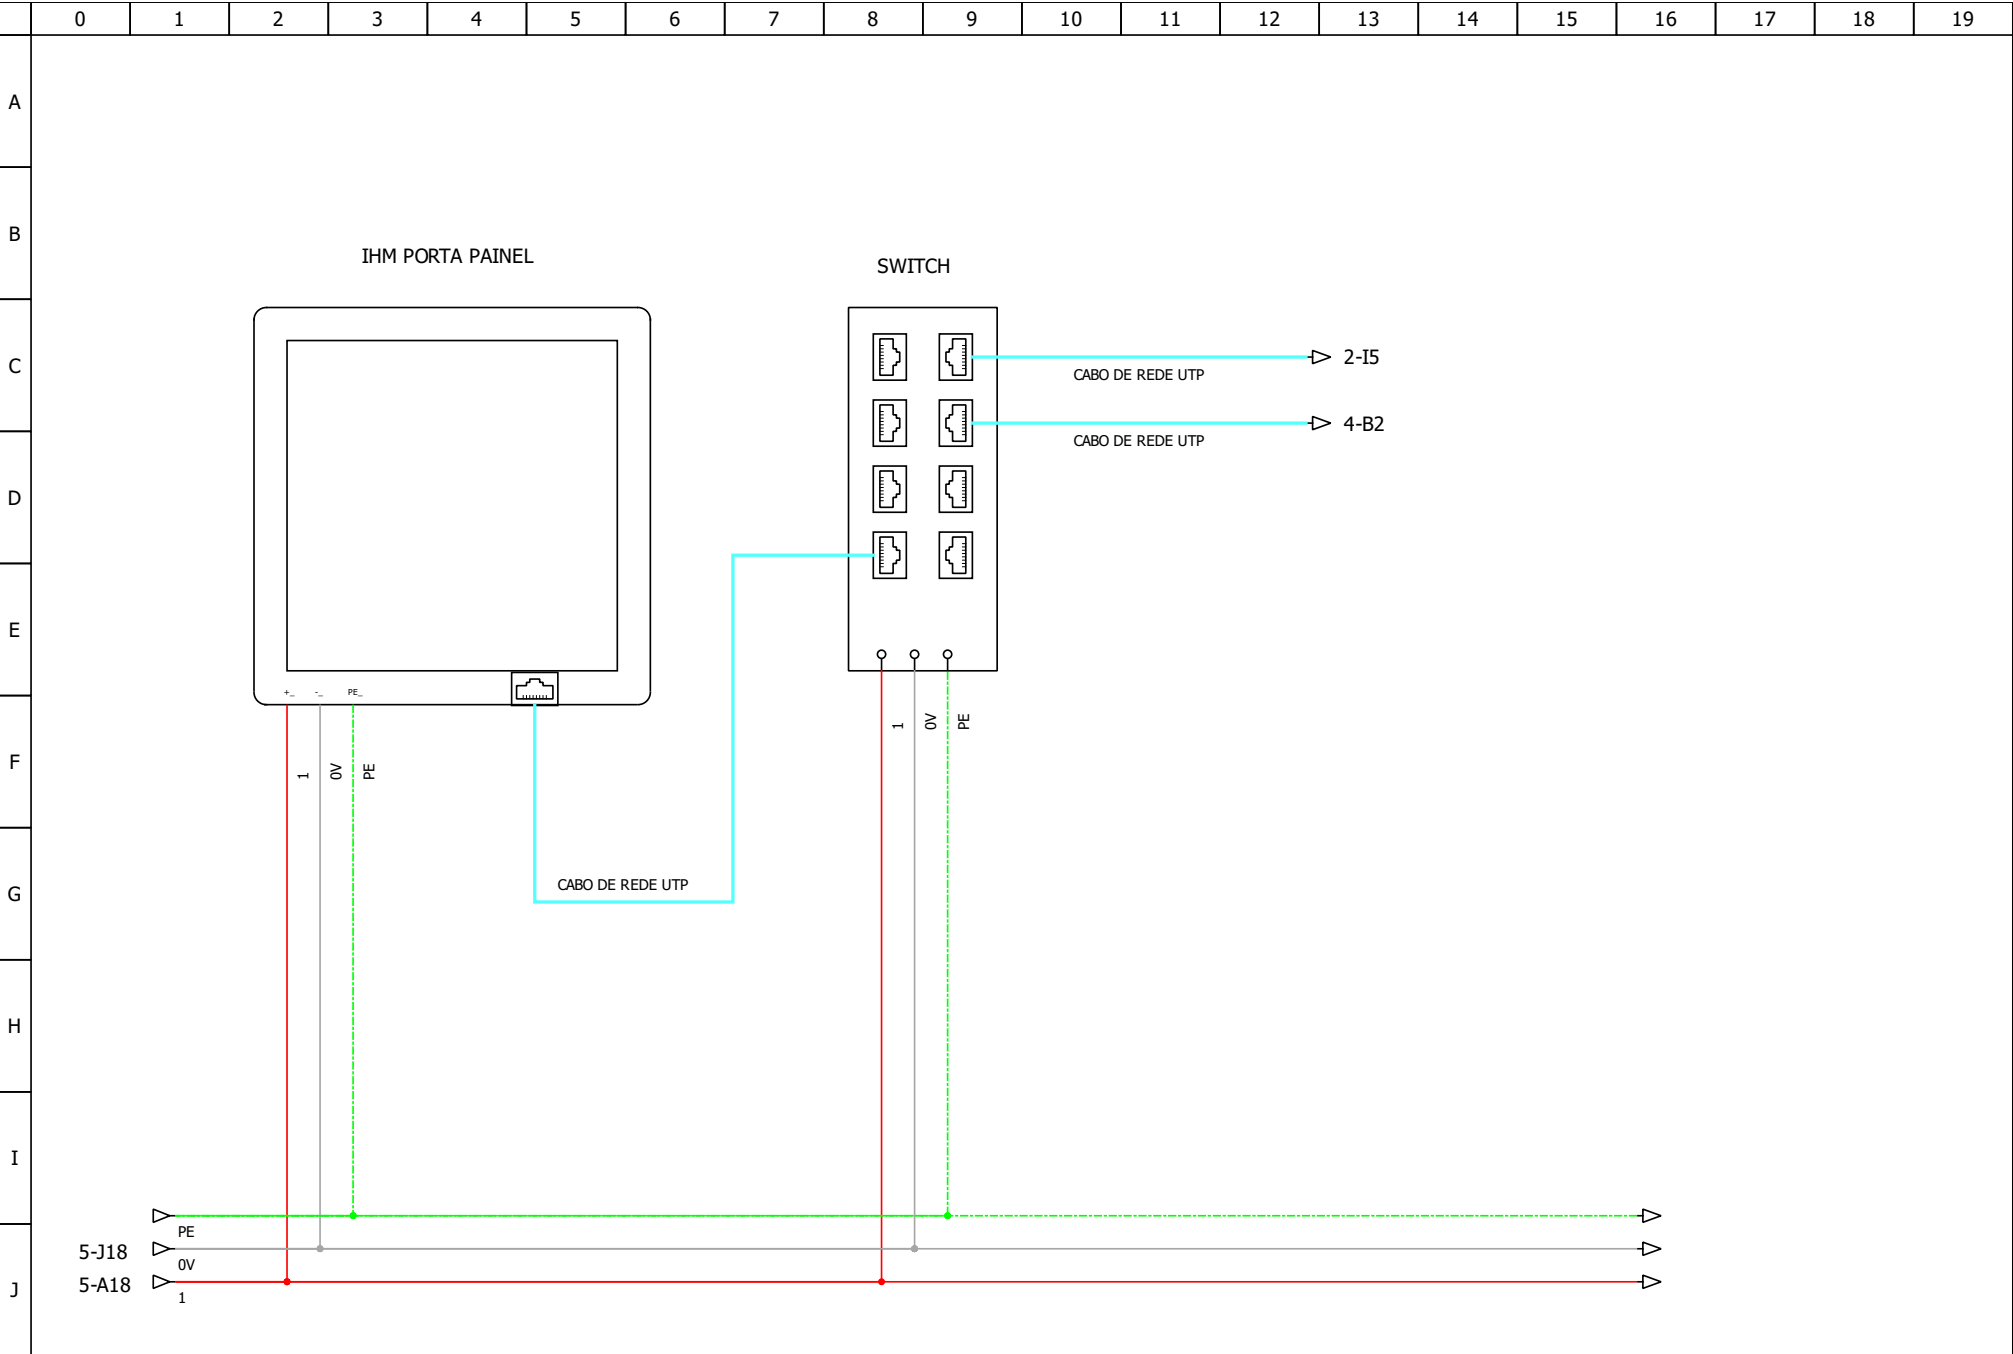 0 1 2 3 4 5 6 7 8 9 10 11 12 13 14 15 16 17 18 19
A
B
IHM PORTA PAINEL
SWITCH
C
2-I5
CABO DE REDE UTP
4-B2
CABO DE REDE UTP
D
E
+_ -_ PE_
1 0V PE
F
1 0V PE
G
CABO DE REDE UTP
H
I
PE
5-J18
0V
5-A18
J
1